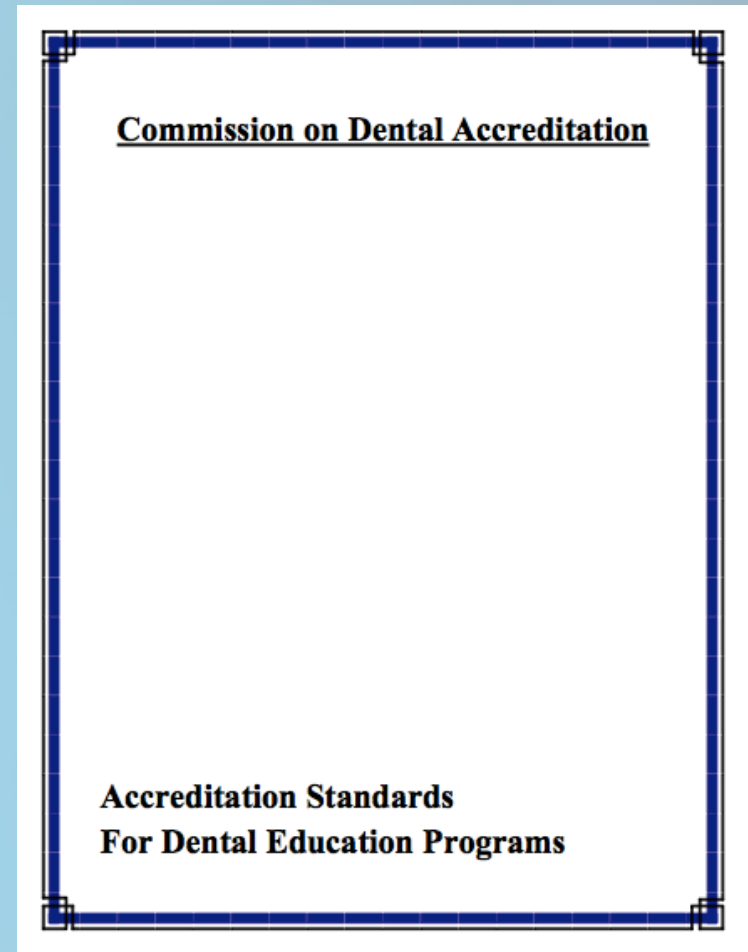 Commission on Dental Accreditation
Accreditation Standards
For Dental Education Programs